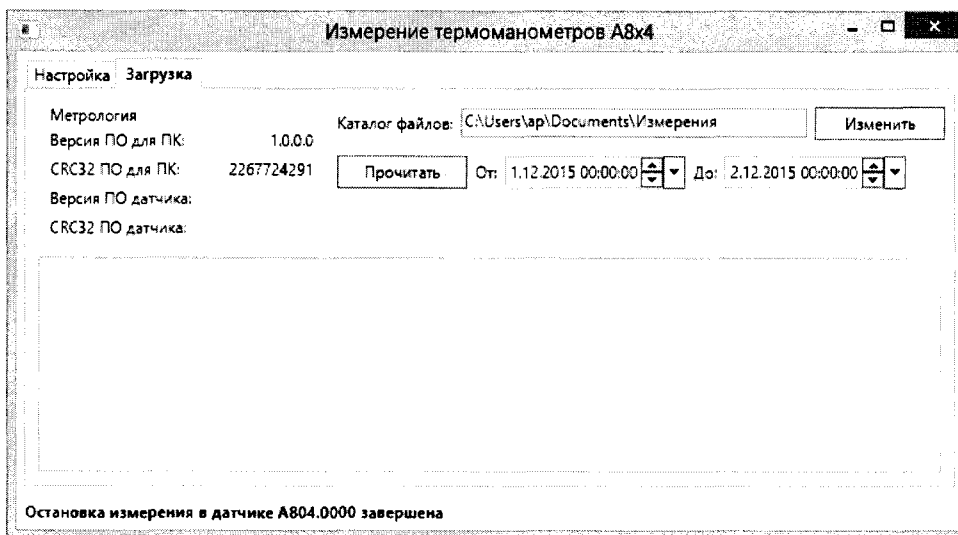 Измерение термоманометров А8х4
Настройка Загрузка
Метрология
Версия ПО для ПК: 1.0.0.0
CRC32 ПО для ПК: 2267724291
Версия ПО датчика:
CRC32 ПО датчика:
Каталог файлов: C:\Users\ap\Documents\Измерения Изменить
Прочитать От: 1.12.2015 00:00:00 До: 2.12.2015 00:00:00
Остановка измерения в датчике А804.0000 завершена